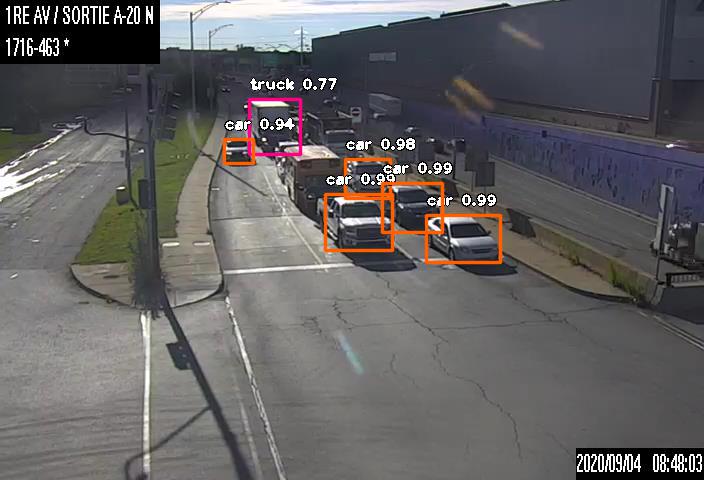 1RE AV / SORTIE A-20 N
1716-463 *
truck 0.77
car 0.94
car 0.98
car 0.99
car 0.99
car 0.99
2020/09/04 08:48:03